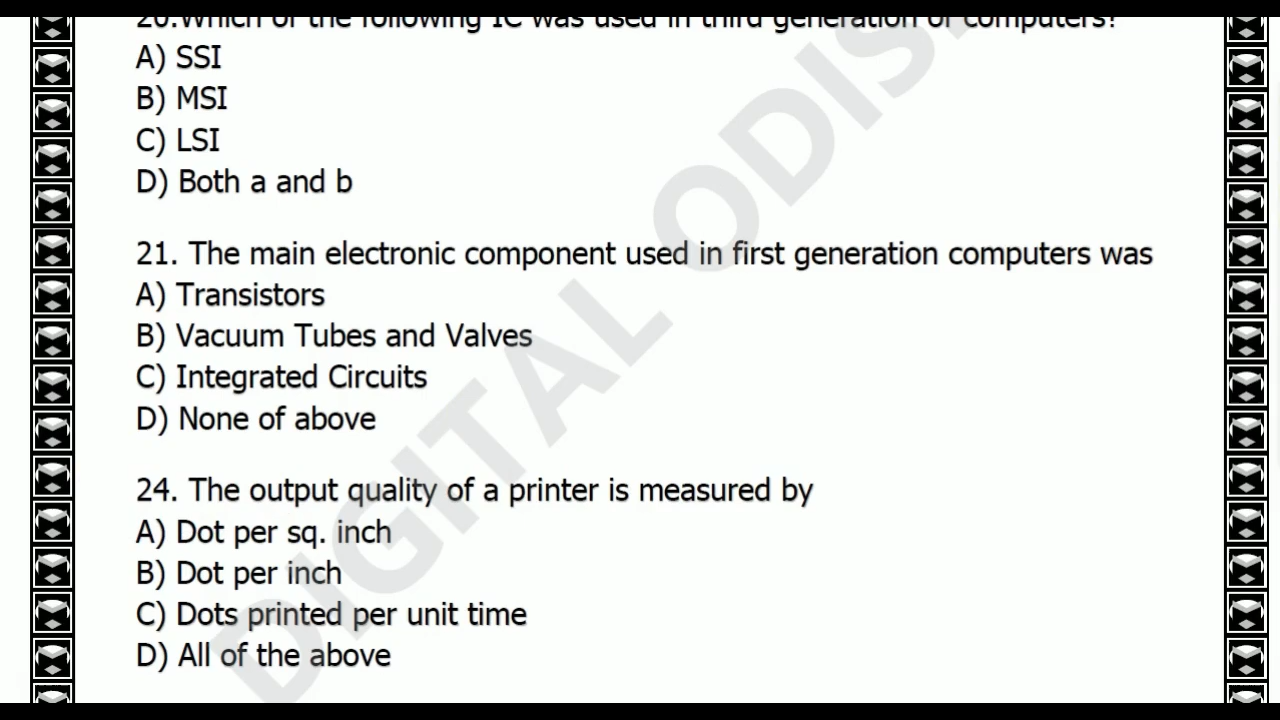 20.Which of the following IC was used in third generation of computers?
A) SSI
B) MSI
C) LSI
D) Both a and b
21. The main electronic component used in first generation computers was
A) Transistors
B) Vacuum Tubes and Valves
C) Integrated Circuits
D) None of above
24. The output quality of a printer is measured by
A) Dot per sq. inch
B) Dot per inch
C) Dots printed per unit time
D) All of the above
DIGITAL